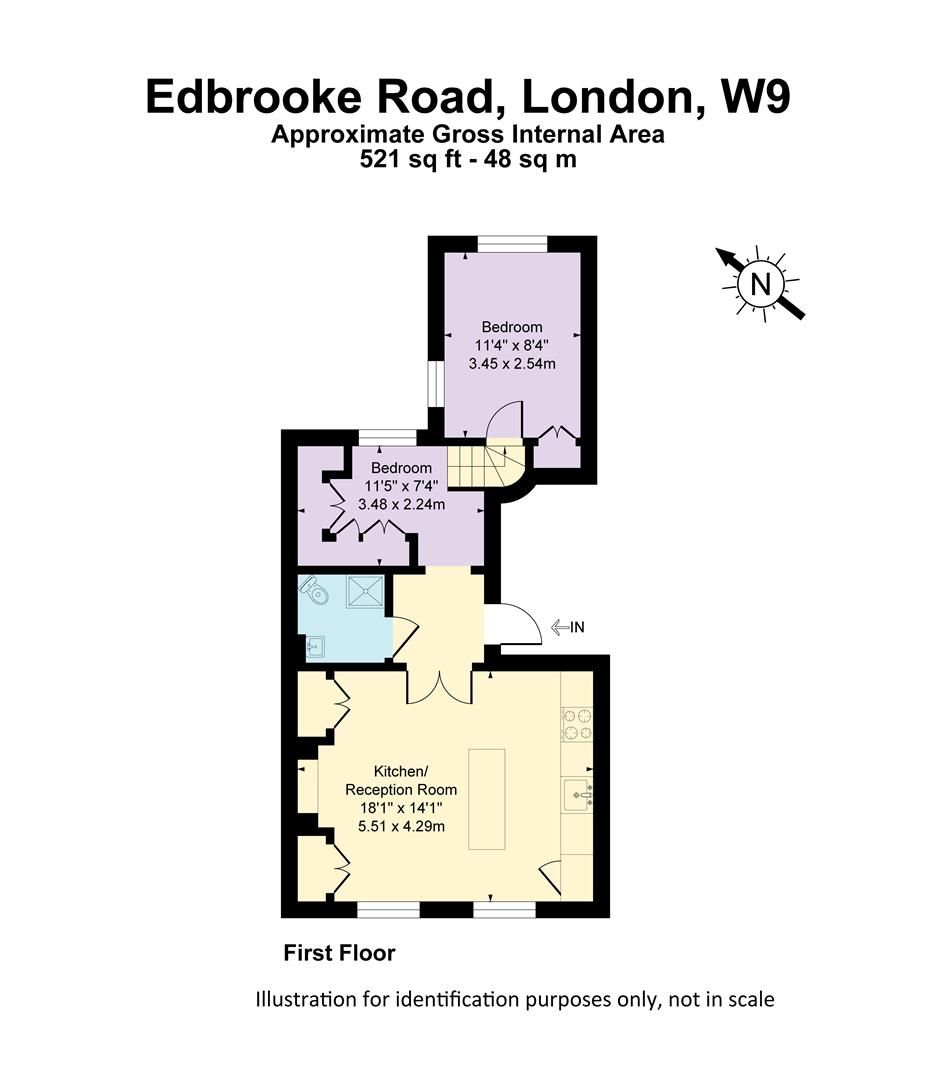 Edbrooke Road, London, W9
Approximate Gross Internal Area
521 sq ft - 48 sq m
N
Bedroom
11'4" x 8'4"
3.45 x 2.54m
Bedroom
11'5" x 7'4"
3.48 x 2.24m
IN
Kitchen/
Reception Room
18'1" x 14'1"
5.51 x 4.29m
First Floor
Illustration for identification purposes only, not in scale